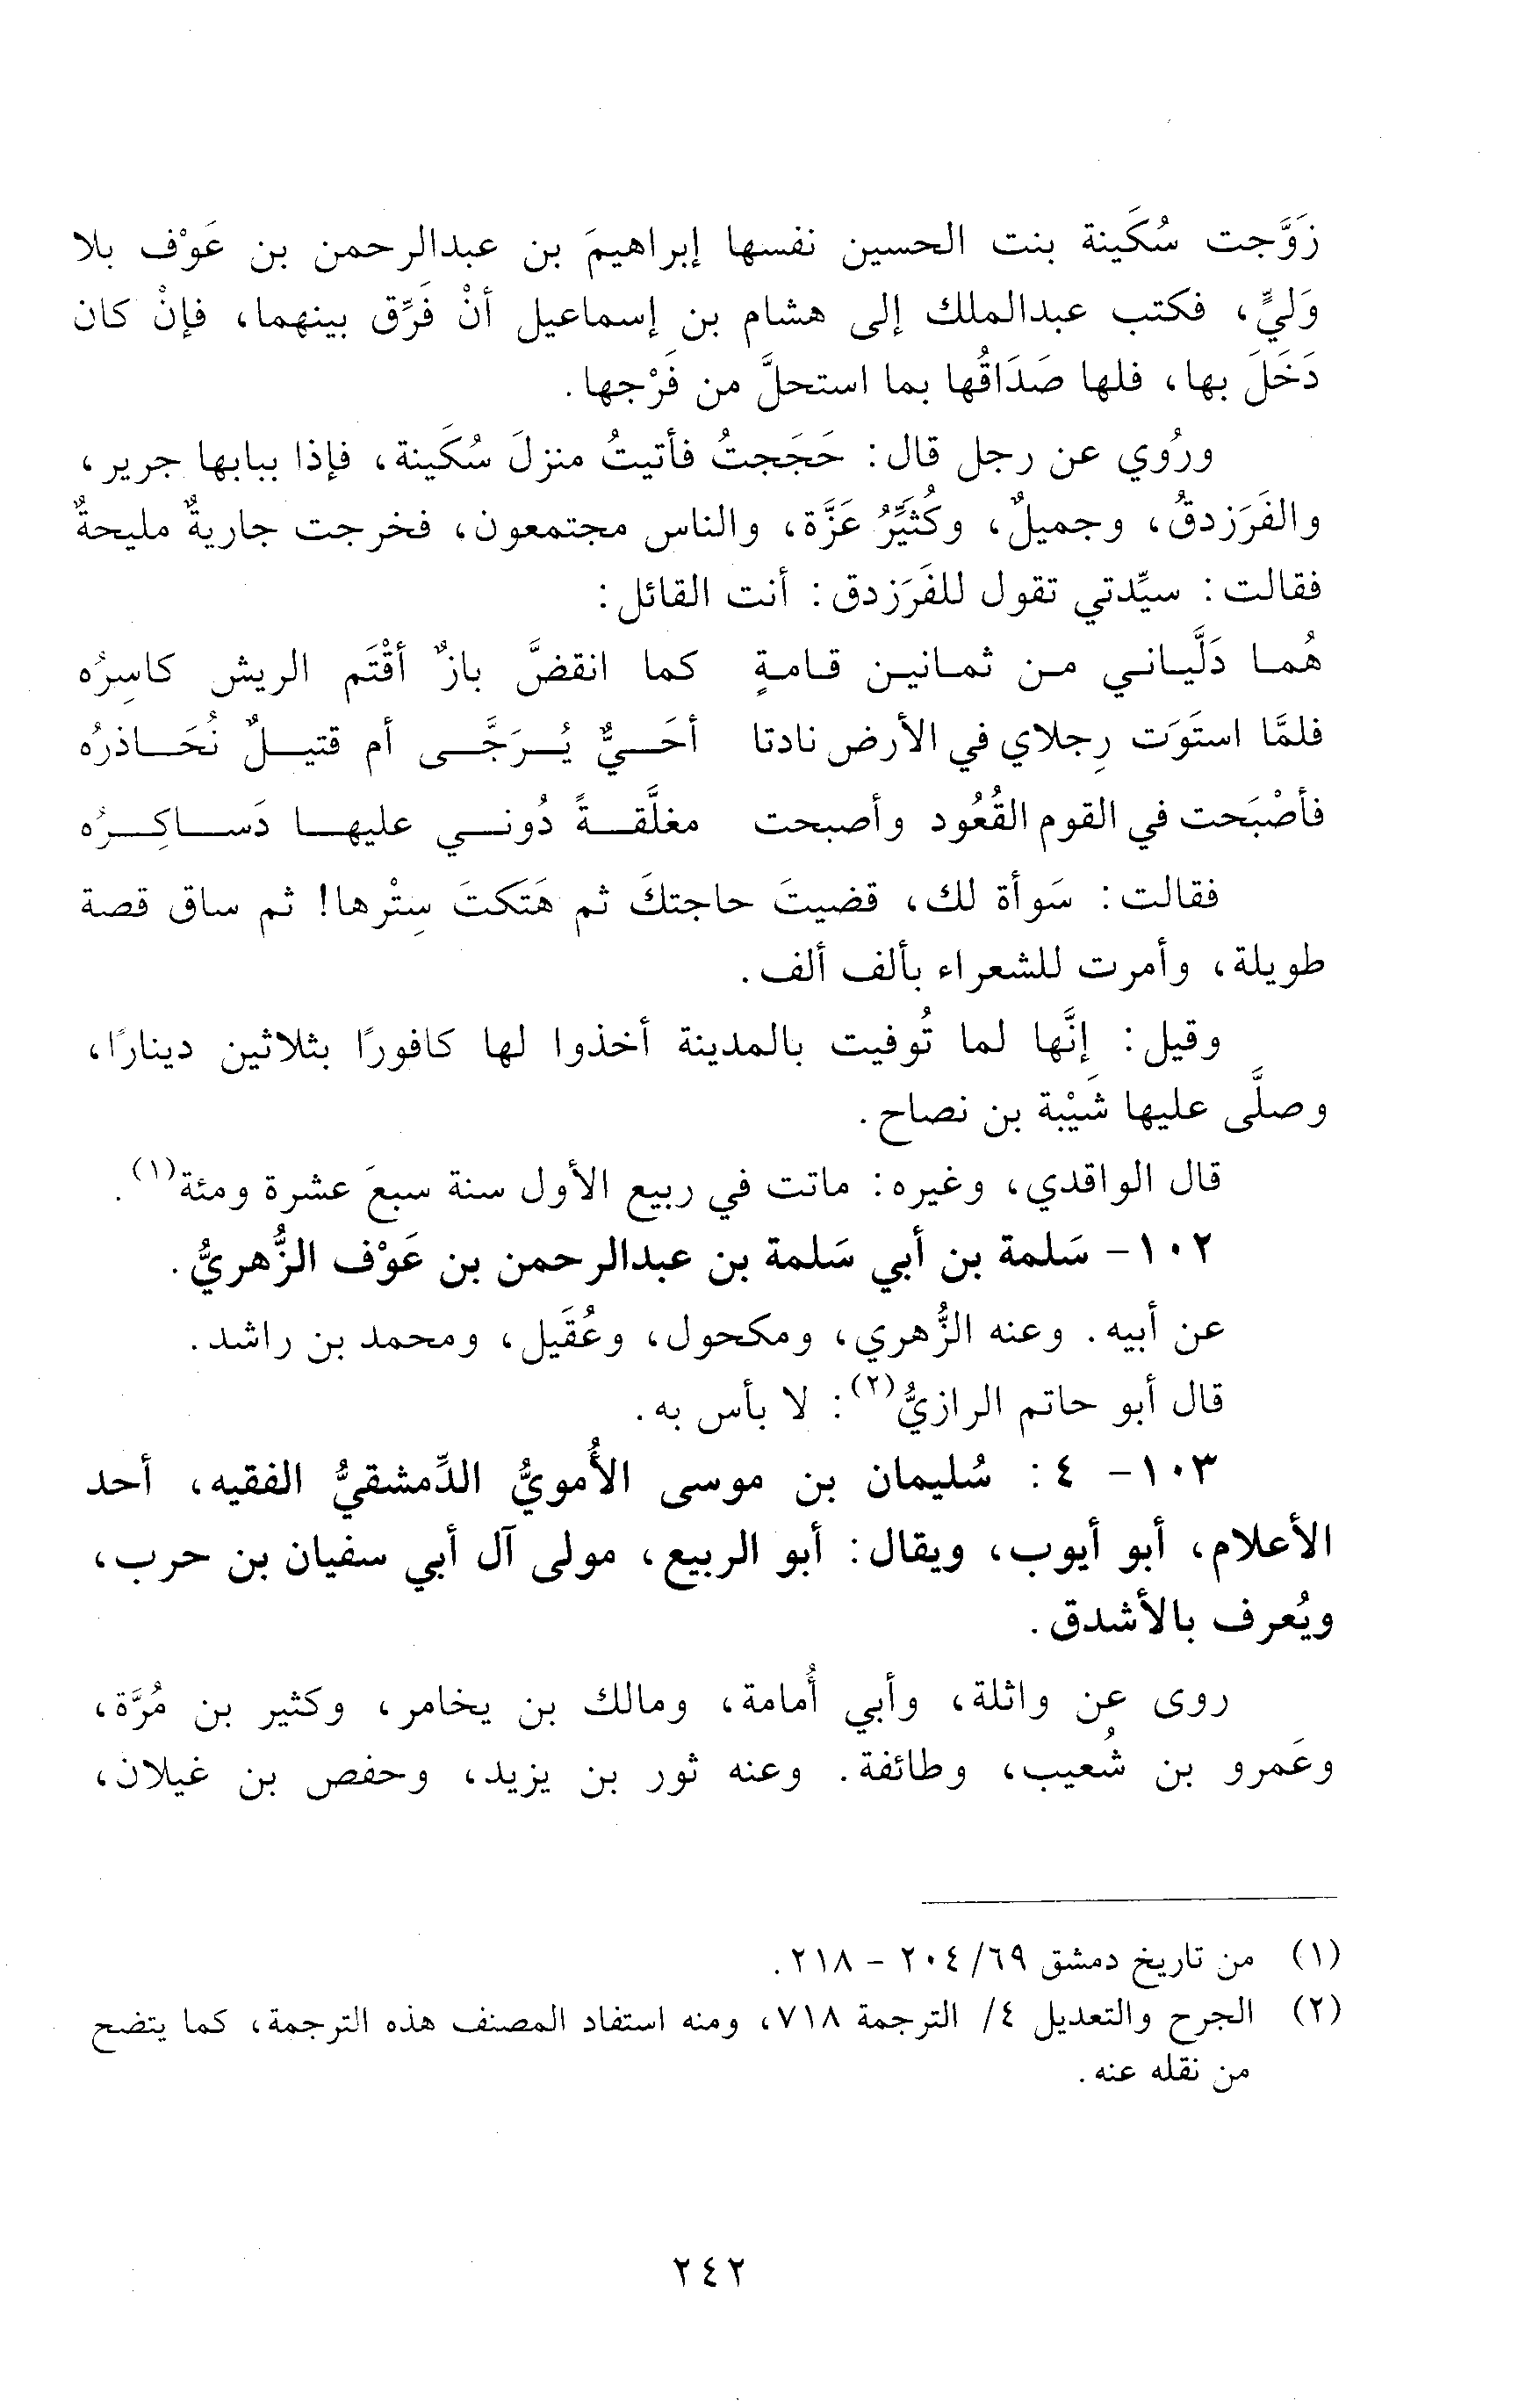 زَوَّجت سُكَينة بنت الحسين نفسها إبراهيمَ بن عبدالرحمن بن عَوْف بلا
وَليٍّ، فكتب عبدالملك إلى هشام بن إسماعيل أنْ فَرِّق بينهما، فإنْ كان
دَخَلَ بها، فلها صَدَاقُها بما استحلَّ من فَرْجها.
ورُوي عن رجل قال: حَجَجتُ فأتيتُ منزلَ سُكَينة، فإذا ببابها جرير،
والفَرَزدقُ، وجميلٌ، وكُثَيِّرُ عَزَّة، والناس مجتمعون، فخرجت جاريةٌ مليحةٌ
فقالت: سيِّدتي تقول للفَرَزدق: أنت القائل:
هُما دَلَّياني من ثمانين قامةٍ كما انقضَّ بازٌ أقْتَم الريش كاسِرُه
فلمَّا استَوَت رِجلاي في الأرض نادتا أحَيٌّ يُرَجَّى أم قتيلٌ نُحَاذرُه
فأصْبَحت في القوم القُعُود وأصبحت مغلَّقةً دُوني عليها دَساكِرُه
فقالت: سَوأة لك، قضيتَ حاجتكَ ثم هَتَكتَ سِتْرها! ثم ساق قصة
طويلة، وأمرت للشعراء بألف ألف.
وقيل: إنَّها لما تُوفيت بالمدينة أخذوا لها كافورًا بثلاثين دينارًا،
وصلَّى عليها شَيْبة بن نصاح.
قال الواقدي، وغيره: ماتت في ربيع الأول سنة سبعَ عشرة ومئة(١).
١٠٢- سَلمة بن أبي سَلمة بن عبدالرحمن بن عَوْف الزُّهريُّ.
عن أبيه. وعنه الزُّهري، ومكحول، وعُقَيل، ومحمد بن راشد.
قال أبو حاتم الرازيُّ(٢): لا بأس به.
١٠٣- ٤: سُليمان بن موسى الأُمويُّ الدِّمشقيُّ الفقيه، أحد
الأعلام، أبو أيوب، ويقال: أبو الربيع، مولى آل أبي سفيان بن حرب،
ويُعرف بالأشدق.
روى عن واثلة، وأبي أُمامة، ومالك بن يخامر، وكثير بن مُرَّة،
وعَمرو بن شُعيب، وطائفة. وعنه ثور بن يزيد، وحفص بن غيلان،
(١) من تاريخ دمشق ٦٩/ ٢٠٤ - ٢١٨.
(٢) الجرح والتعديل ٤/ الترجمة ٧١٨، ومنه استفاد المصنف هذه الترجمة، كما يتضح
من نقله عنه.
٢٤٢